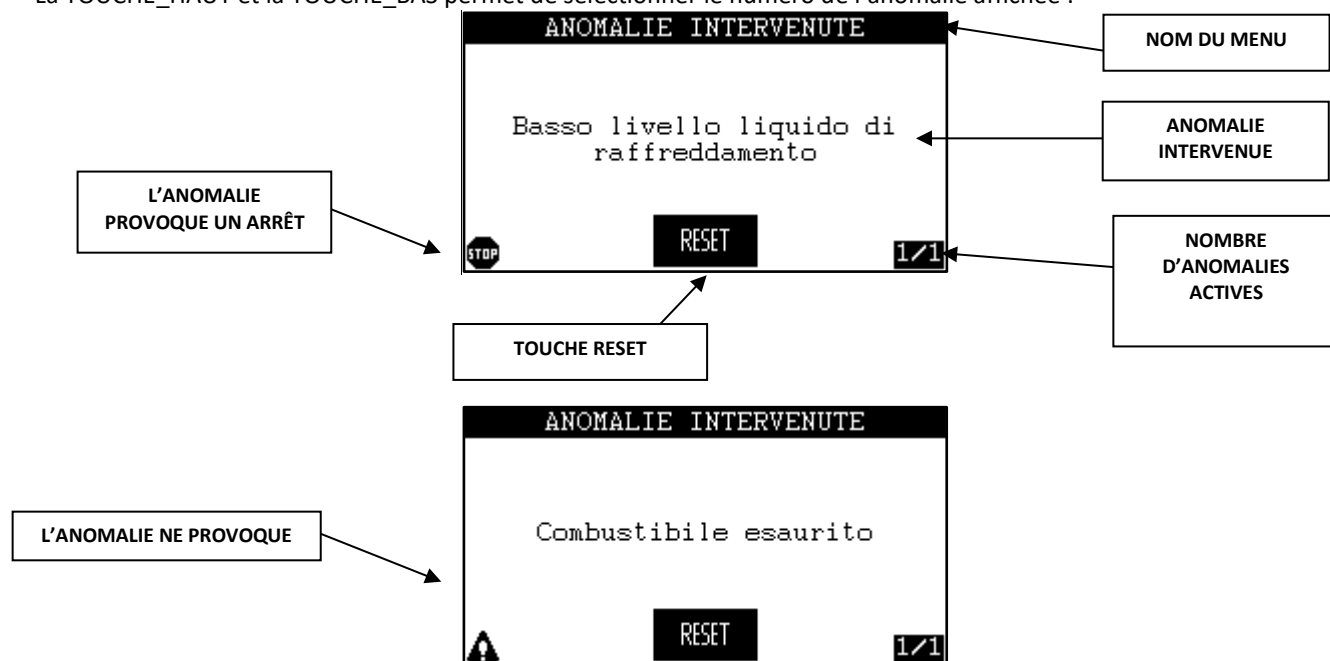 La TOUCHE_HAUT et la TOUCHE_BAS permet de sélectionner le numéro de l'anomalie affichée :
ANOMALIE INTERVENUTE
NOM DU MENU
Basso livello liquido di
raffreddamento
ANOMALIE
INTERVENUE
L'ANOMALIE
PROVOQUE UN ARRÊT
STOP
RESET
1/1
NOMBRE
D'ANOMALIES
ACTIVES
TOUCHE RESET
ANOMALIE INTERVENUTE
Combustibile esaurito
L'ANOMALIE NE PROVOQUE
RESET
1/1